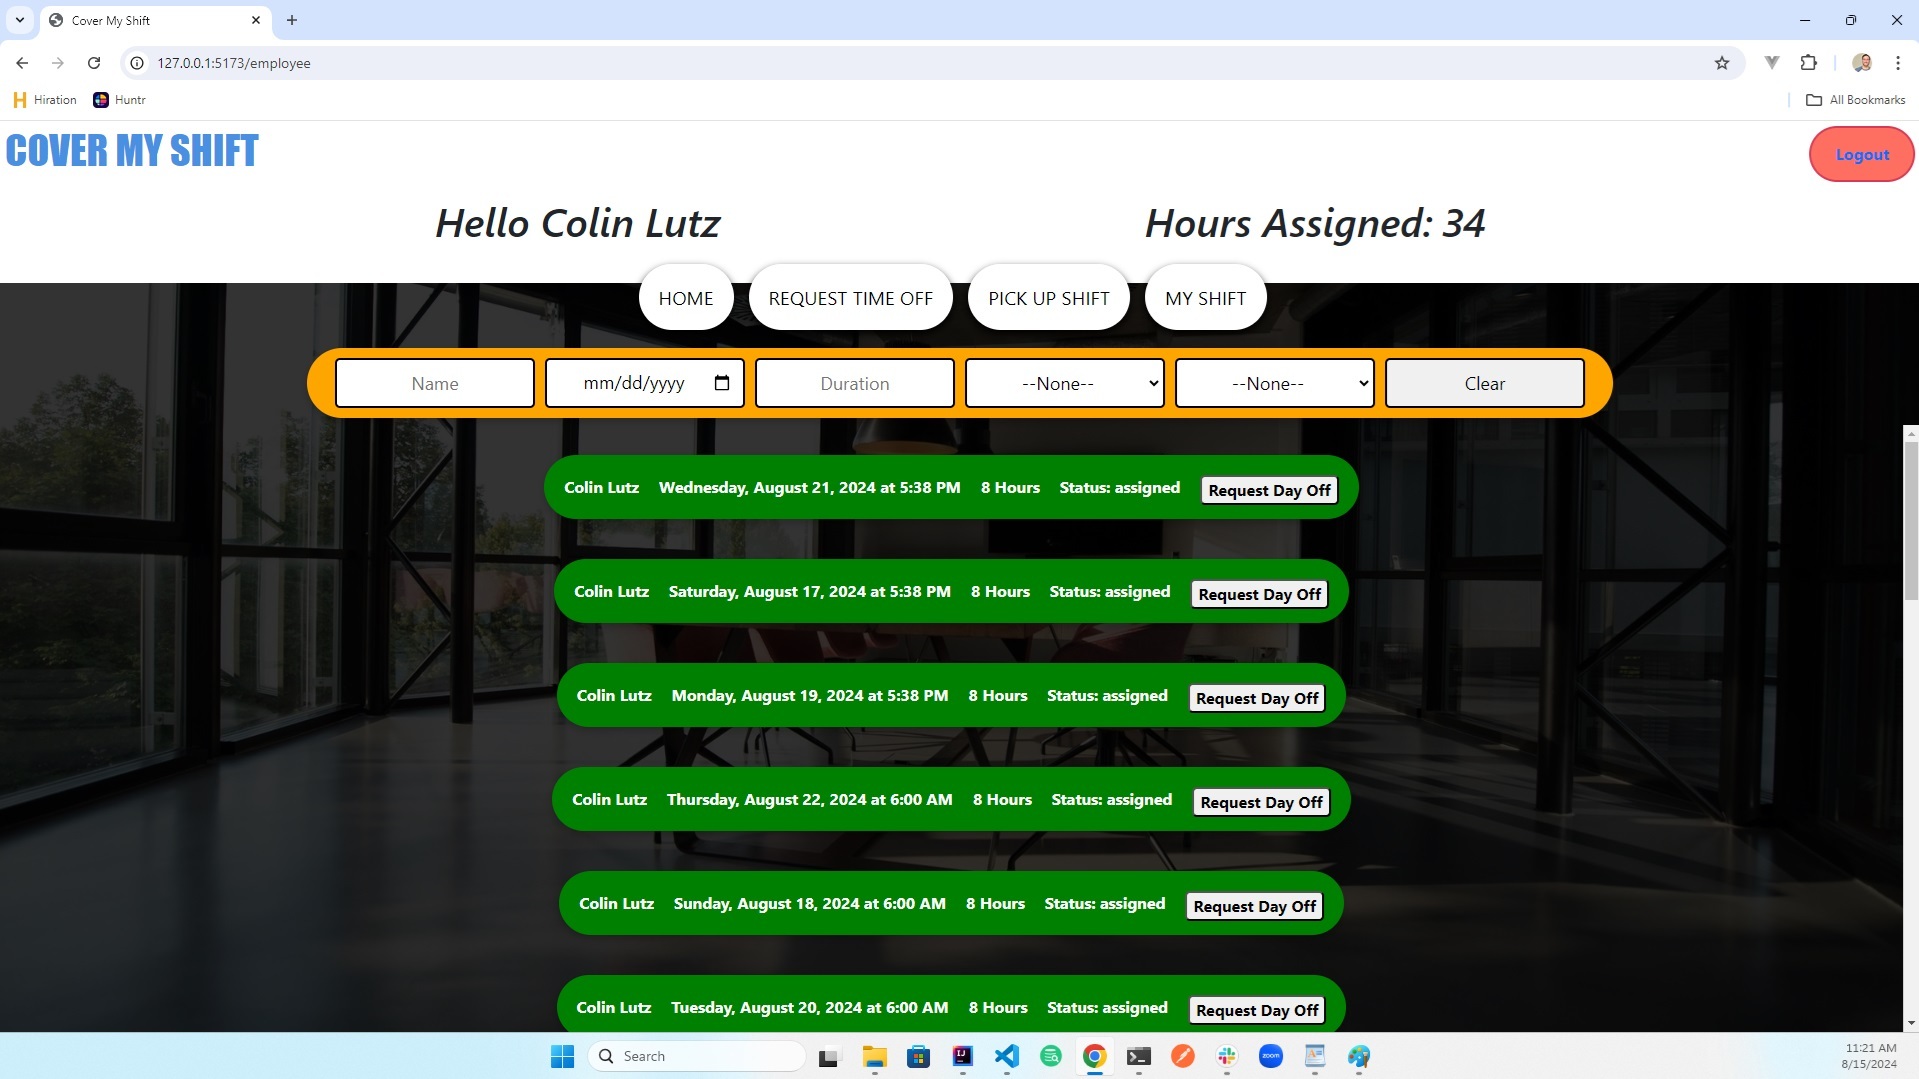 Cover My Shift
127.0.0.1:5173/employee
Hiration Huntr All Bookmarks
COVER MY SHIFT
Logout
Hello Colin Lutz Hours Assigned: 34
HOME REQUEST TIME OFF PICK UP SHIFT MY SHIFT
Name mm/dd/yyyy Duration --None-- --None-- Clear
Colin Lutz Wednesday, August 21, 2024 at 5:38 PM 8 Hours Status: assigned Request Day Off
Colin Lutz Saturday, August 17, 2024 at 5:38 PM 8 Hours Status: assigned Request Day Off
Colin Lutz Monday, August 19, 2024 at 5:38 PM 8 Hours Status: assigned Request Day Off
Colin Lutz Thursday, August 22, 2024 at 6:00 AM 8 Hours Status: assigned Request Day Off
Colin Lutz Sunday, August 18, 2024 at 6:00 AM 8 Hours Status: assigned Request Day Off
Colin Lutz Tuesday, August 20, 2024 at 6:00 AM 8 Hours Status: assigned Request Day Off
Search
zoom
11:21 AM
8/15/2024